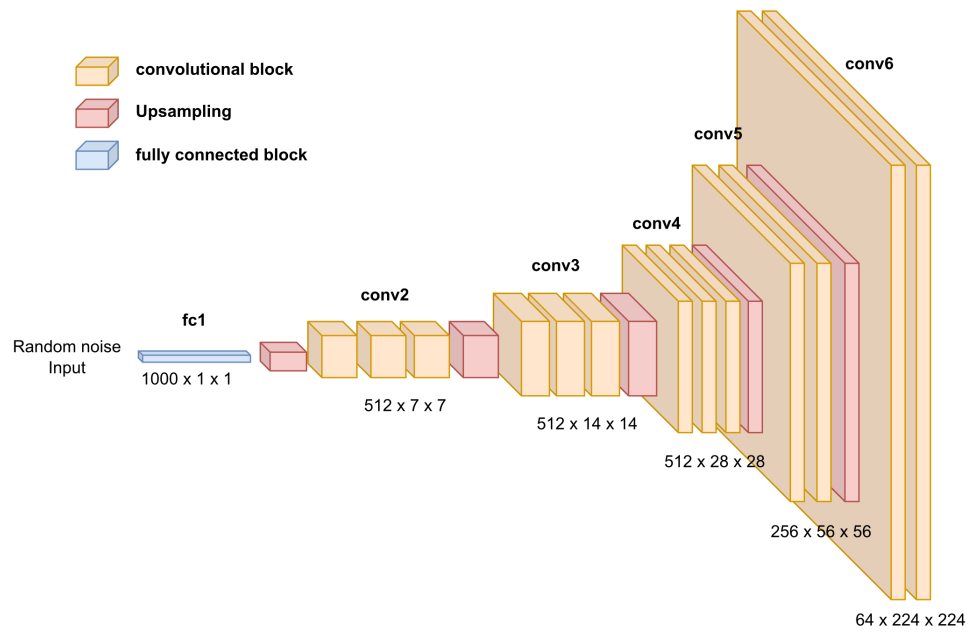 convolutional block
Upsampling
fully connected block
Random noise
Input
fc1
1000 x 1 x 1
conv2
512 x 7 x 7
conv3
512 x 14 x 14
conv4
512 x 28 x 28
conv5
256 x 56 x 56
conv6
64 x 224 x 224